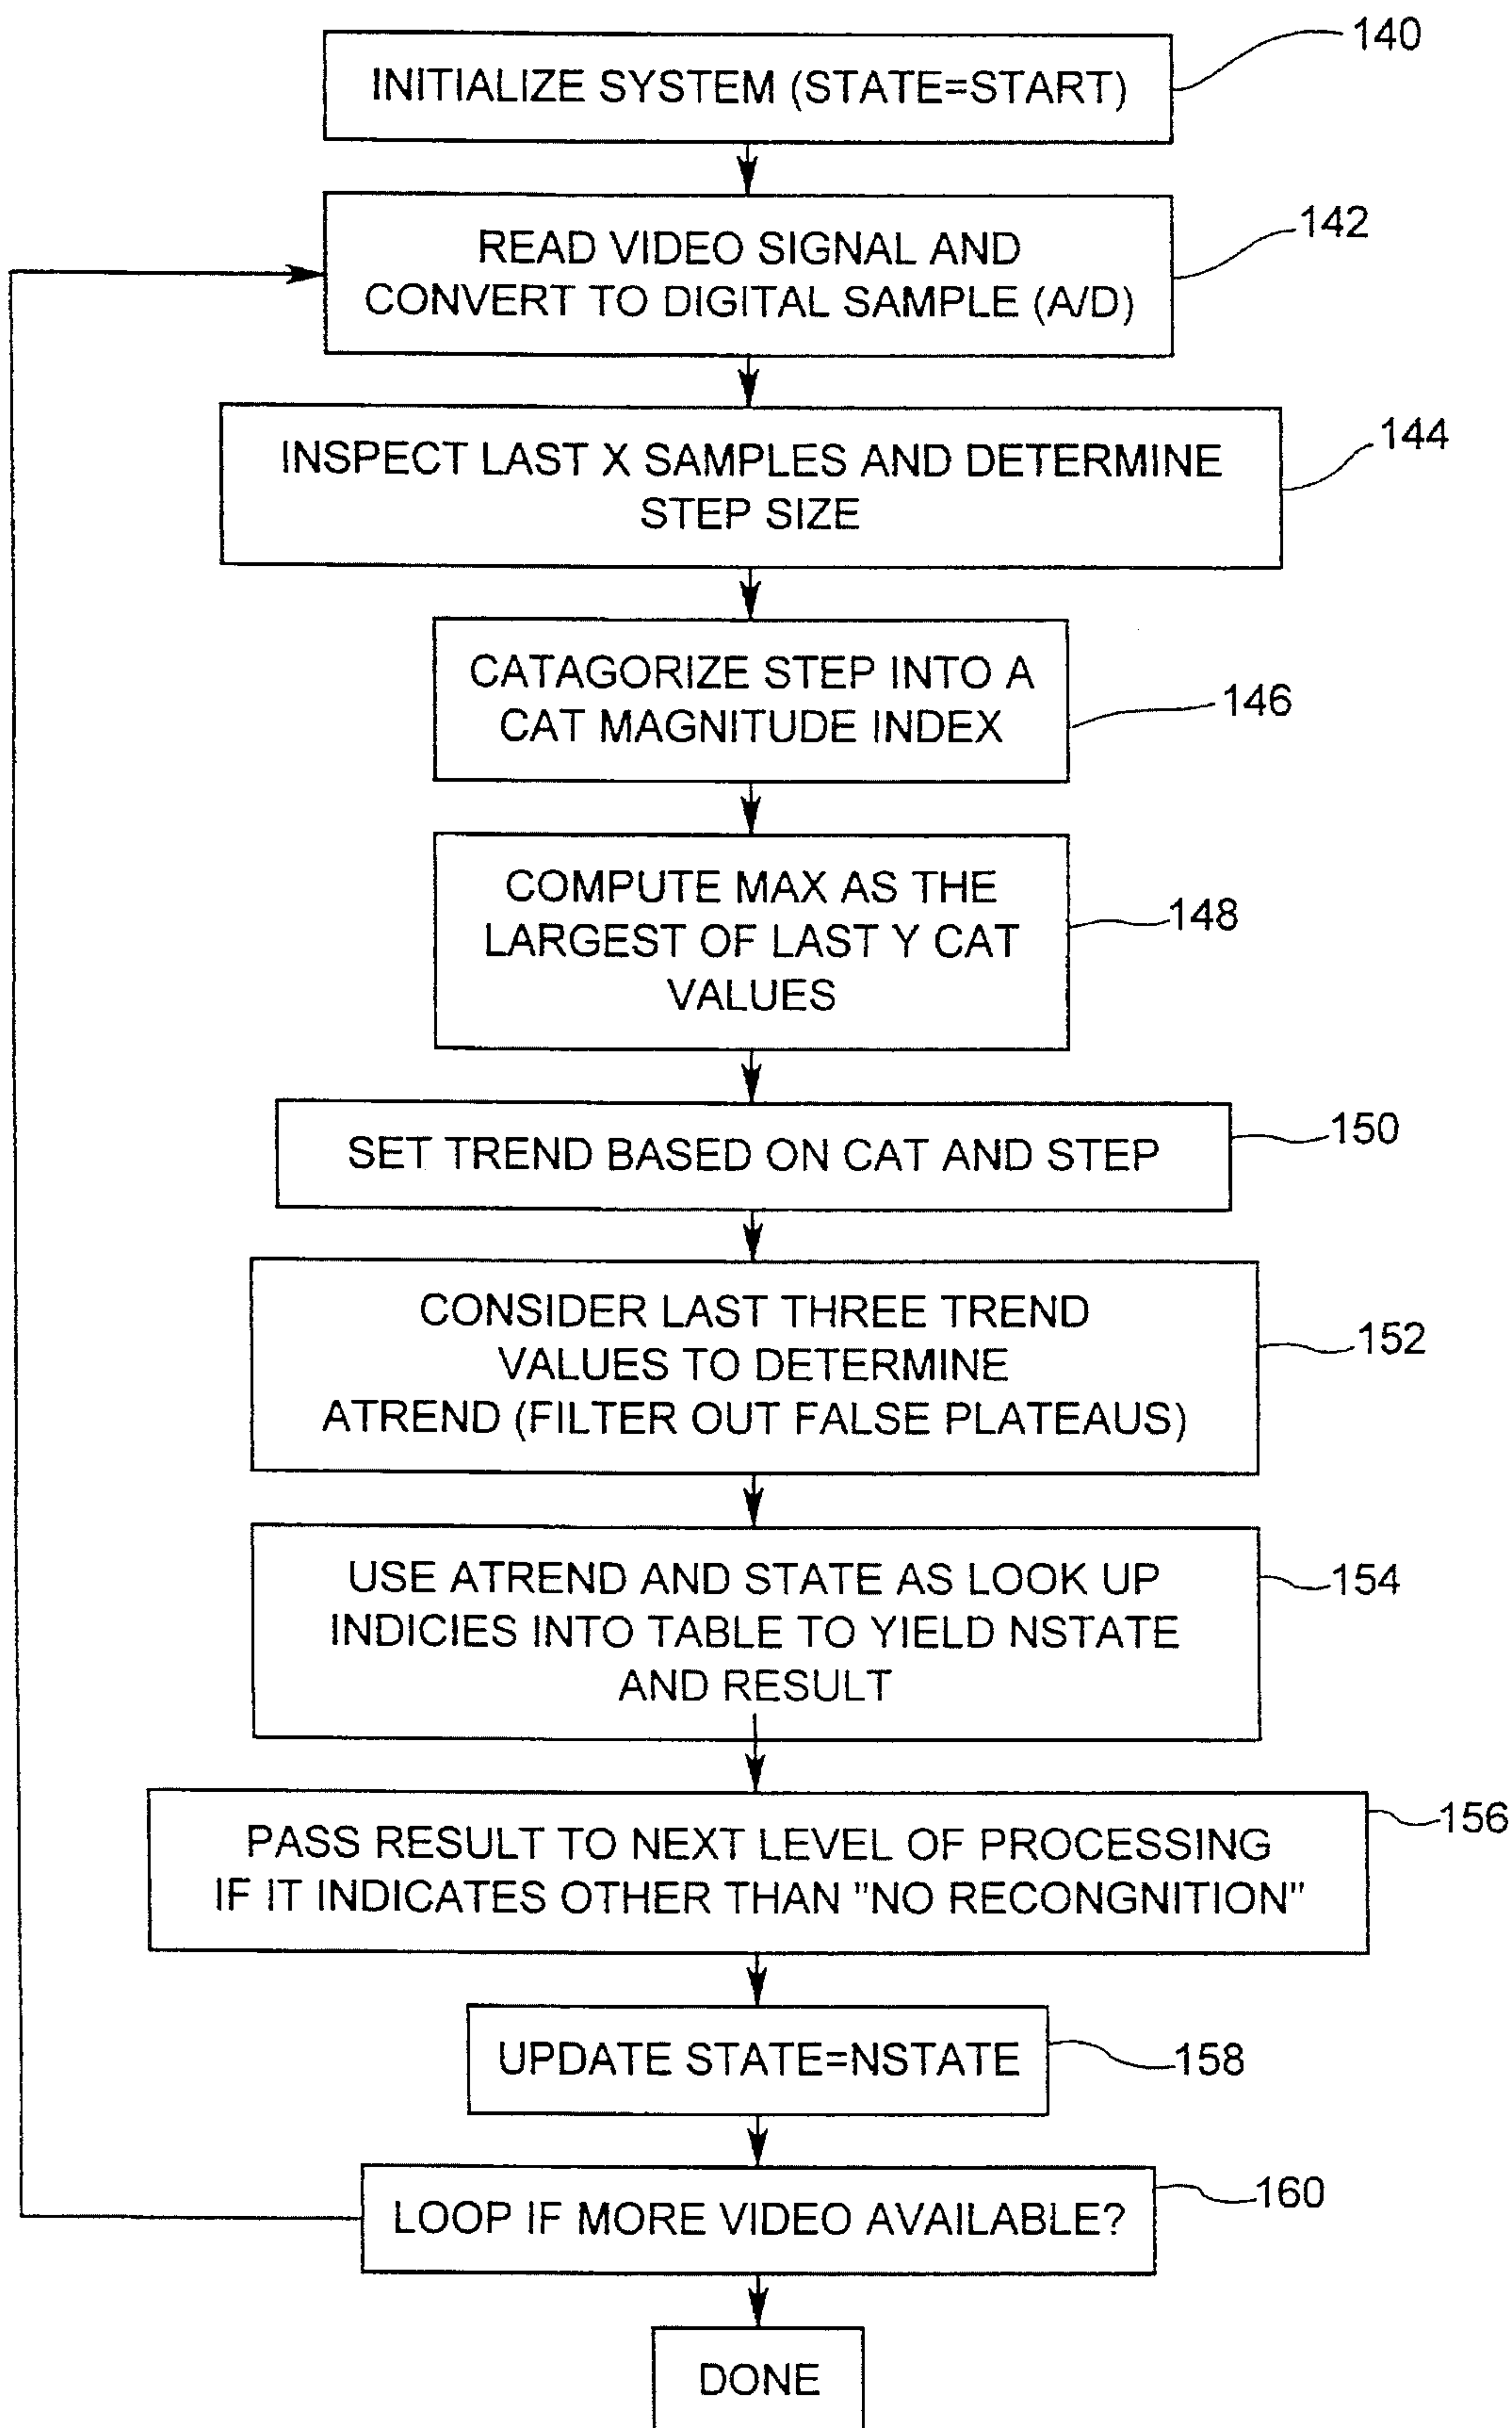 140
INITIALIZE SYSTEM (STATE=START)
142
READ VIDEO SIGNAL AND
CONVERT TO DIGITAL SAMPLE (A/D)
144
INSPECT LAST X SAMPLES AND DETERMINE
STEP SIZE
CATAGORIZE STEP INTO A
CAT MAGNITUDE INDEX
146
COMPUTE MAX AS THE
LARGEST OF LAST Y CAT
VALUES
148
SET TREND BASED ON CAT AND STEP
150
CONSIDER LAST THREE TREND
VALUES TO DETERMINE
ATREND (FILTER OUT FALSE PLATEAUS)
152
USE ATREND AND STATE AS LOOK UP
INDICIES INTO TABLE TO YIELD NSTATE
AND RESULT
154
PASS RESULT TO NEXT LEVEL OF PROCESSING
IF IT INDICATES OTHER THAN "NO RECONGNITION"
156
UPDATE STATE=NSTATE
158
LOOP IF MORE VIDEO AVAILABLE?
160
DONE